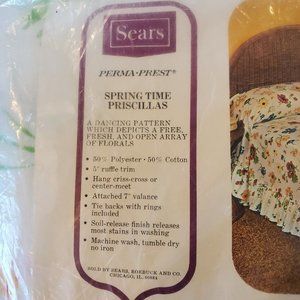 Sears
PERMA-PREST®
SPRING TIME
PRISCILLAS
A DANCING PATTERN
WHICH DEPICTS A FREE,
FRESH, AND OPEN ARRAY
OF FLORALS
• 50% Polyester • 50% Cotton
• 5" ruffle trim
• Hang criss-cross or
center-meet
• Attached 7" valance
• Tie backs with rings
included
• Soil-release finish releases
most stains in washing
• Machine wash, tumble dry
no iron
SOLD BY SEARS, ROEBUCK AND CO.
CHICAGO, IL. 60684